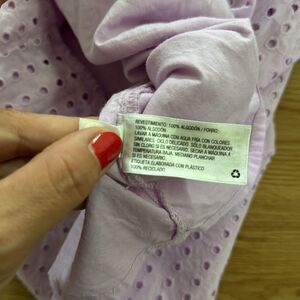 REVESTIMIENTO: 100% ALGODÓN / FORRO:
100% ALGODÓN
LAVAR A MÁQUINA CON AGUA FRÍA CON COLORES
SIMILARES. CICLO DELICADO. SÓLO BLANQUEADOR
SIN CLORO SI ES NECESARIO. SECAR A MÁQUINA A
TEMPERATURA BAJA. MEDIANO PLANCHAR
SI ES NECESARIO.
ETIQUETA ELABORADA CON PLÁSTICO
100% RECICLADO.